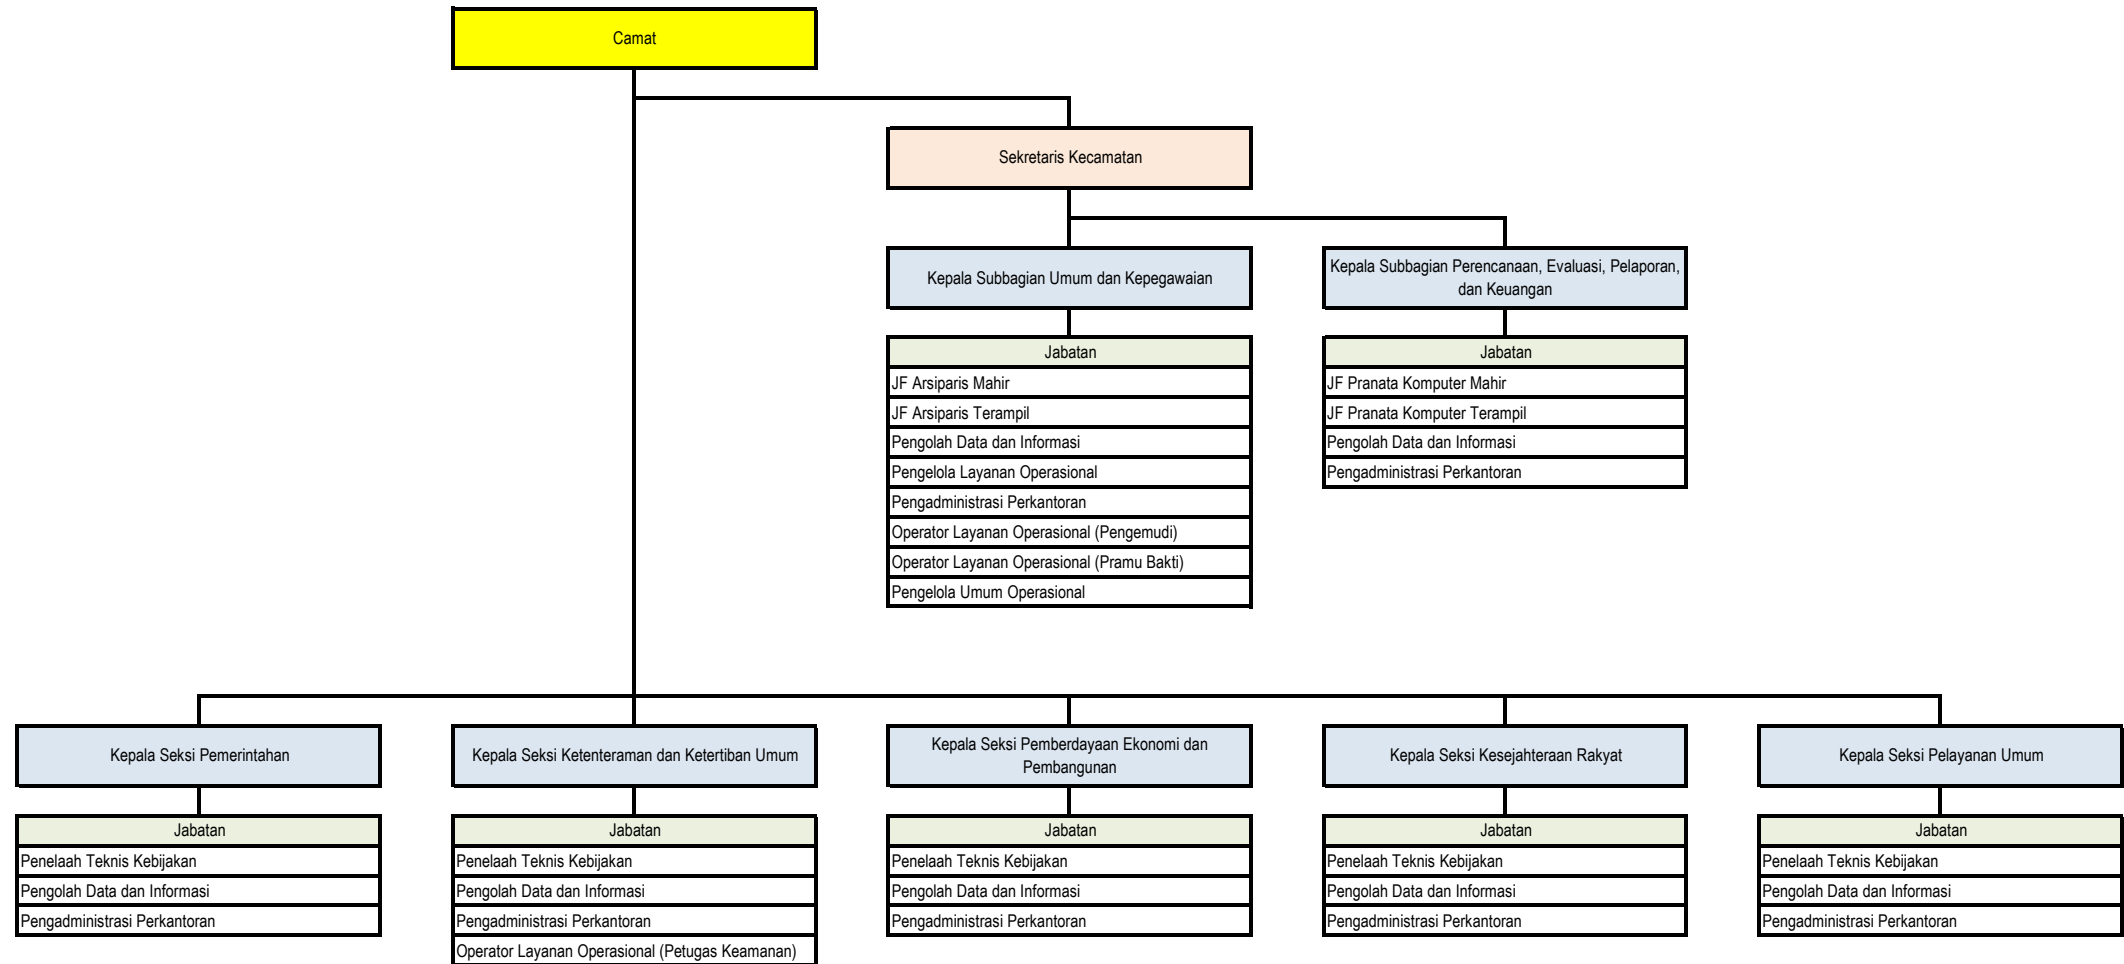 Camat
Sekretaris Kecamatan
Kepala Subbagian Umum dan Kepegawaian
Kepala Subbagian Perencanaan, Evaluasi, Pelaporan,
dan Keuangan
Jabatan
JF Arsiparis Mahir
JF Arsiparis Terampil
Pengolah Data dan Informasi
Pengelola Layanan Operasional
Pengadministrasi Perkantoran
Operator Layanan Operasional (Pengemudi)
Operator Layanan Operasional (Pramu Bakti)
Pengelola Umum Operasional
Jabatan
JF Pranata Komputer Mahir
JF Pranata Komputer Terampil
Pengolah Data dan Informasi
Pengadministrasi Perkantoran
Kepala Seksi Pemerintahan
Jabatan
Penelaah Teknis Kebijakan
Pengolah Data dan Informasi
Pengadministrasi Perkantoran
Kepala Seksi Ketenteraman dan Ketertiban Umum
Jabatan
Penelaah Teknis Kebijakan
Pengolah Data dan Informasi
Pengadministrasi Perkantoran
Operator Layanan Operasional (Petugas Keamanan)
Kepala Seksi Pemberdayaan Ekonomi dan
Pembangunan
Jabatan
Penelaah Teknis Kebijakan
Pengolah Data dan Informasi
Pengadministrasi Perkantoran
Kepala Seksi Kesejahteraan Rakyat
Jabatan
Penelaah Teknis Kebijakan
Pengolah Data dan Informasi
Pengadministrasi Perkantoran
Kepala Seksi Pelayanan Umum
Jabatan
Penelaah Teknis Kebijakan
Pengolah Data dan Informasi
Pengadministrasi Perkantoran